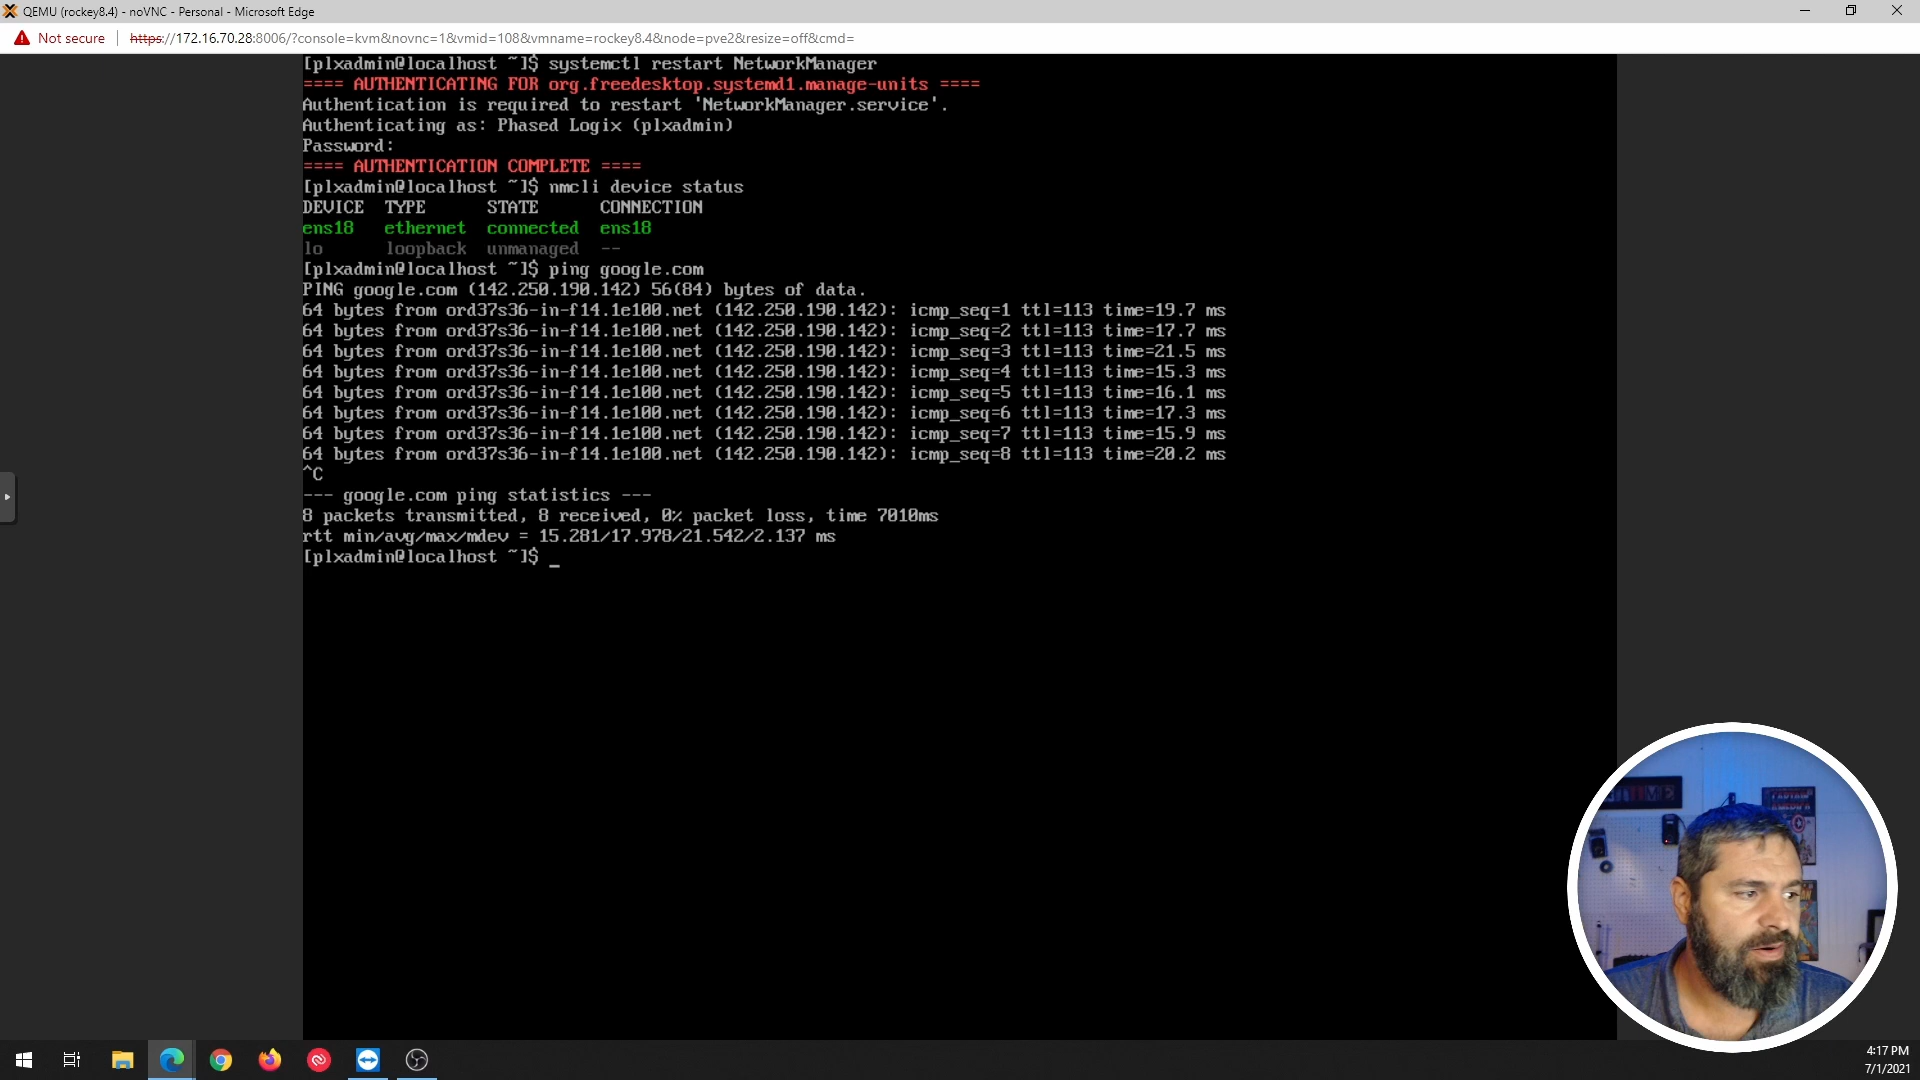 QEMU (rockey8.4) - noVNC - Personal - Microsoft Edge
Not secure | https://172.16.70.28:8006/?console=kvm&novnc=1&vmid=108&vmname=rockey8.4&node=pve2&resize=off&cmd=
[plxadmin@localhost ~]$ systemctl restart NetworkManager
==== AUTHENTICATING FOR org.freedesktop.systemd1.manage-units ====
Authentication is required to restart 'NetworkManager.service'.
Authenticating as: Phased Logix (plxadmin)
Password:
==== AUTHENTICATION COMPLETE ====
[plxadmin@localhost ~]$ nmcli device status
DEVICE  TYPE      STATE      CONNECTION
ens18   ethernet  connected  ens18
lo      loopback  unmanaged  --
[plxadmin@localhost ~]$ ping google.com
PING google.com (142.250.190.142) 56(84) bytes of data.
64 bytes from ord37s36-in-f14.1e100.net (142.250.190.142): icmp_seq=1 ttl=113 time=19.7 ms
64 bytes from ord37s36-in-f14.1e100.net (142.250.190.142): icmp_seq=2 ttl=113 time=17.7 ms
64 bytes from ord37s36-in-f14.1e100.net (142.250.190.142): icmp_seq=3 ttl=113 time=21.5 ms
64 bytes from ord37s36-in-f14.1e100.net (142.250.190.142): icmp_seq=4 ttl=113 time=15.3 ms
64 bytes from ord37s36-in-f14.1e100.net (142.250.190.142): icmp_seq=5 ttl=113 time=16.1 ms
64 bytes from ord37s36-in-f14.1e100.net (142.250.190.142): icmp_seq=6 ttl=113 time=17.3 ms
64 bytes from ord37s36-in-f14.1e100.net (142.250.190.142): icmp_seq=7 ttl=113 time=15.9 ms
64 bytes from ord37s36-in-f14.1e100.net (142.250.190.142): icmp_seq=8 ttl=113 time=20.2 ms
^C
--- google.com ping statistics ---
8 packets transmitted, 8 received, 0% packet loss, time 7010ms
rtt min/avg/max/mdev = 15.281/17.978/21.542/2.137 ms
[plxadmin@localhost ~]$ _
CAPTAIN
AMERICA
4:17 PM
7/1/2021